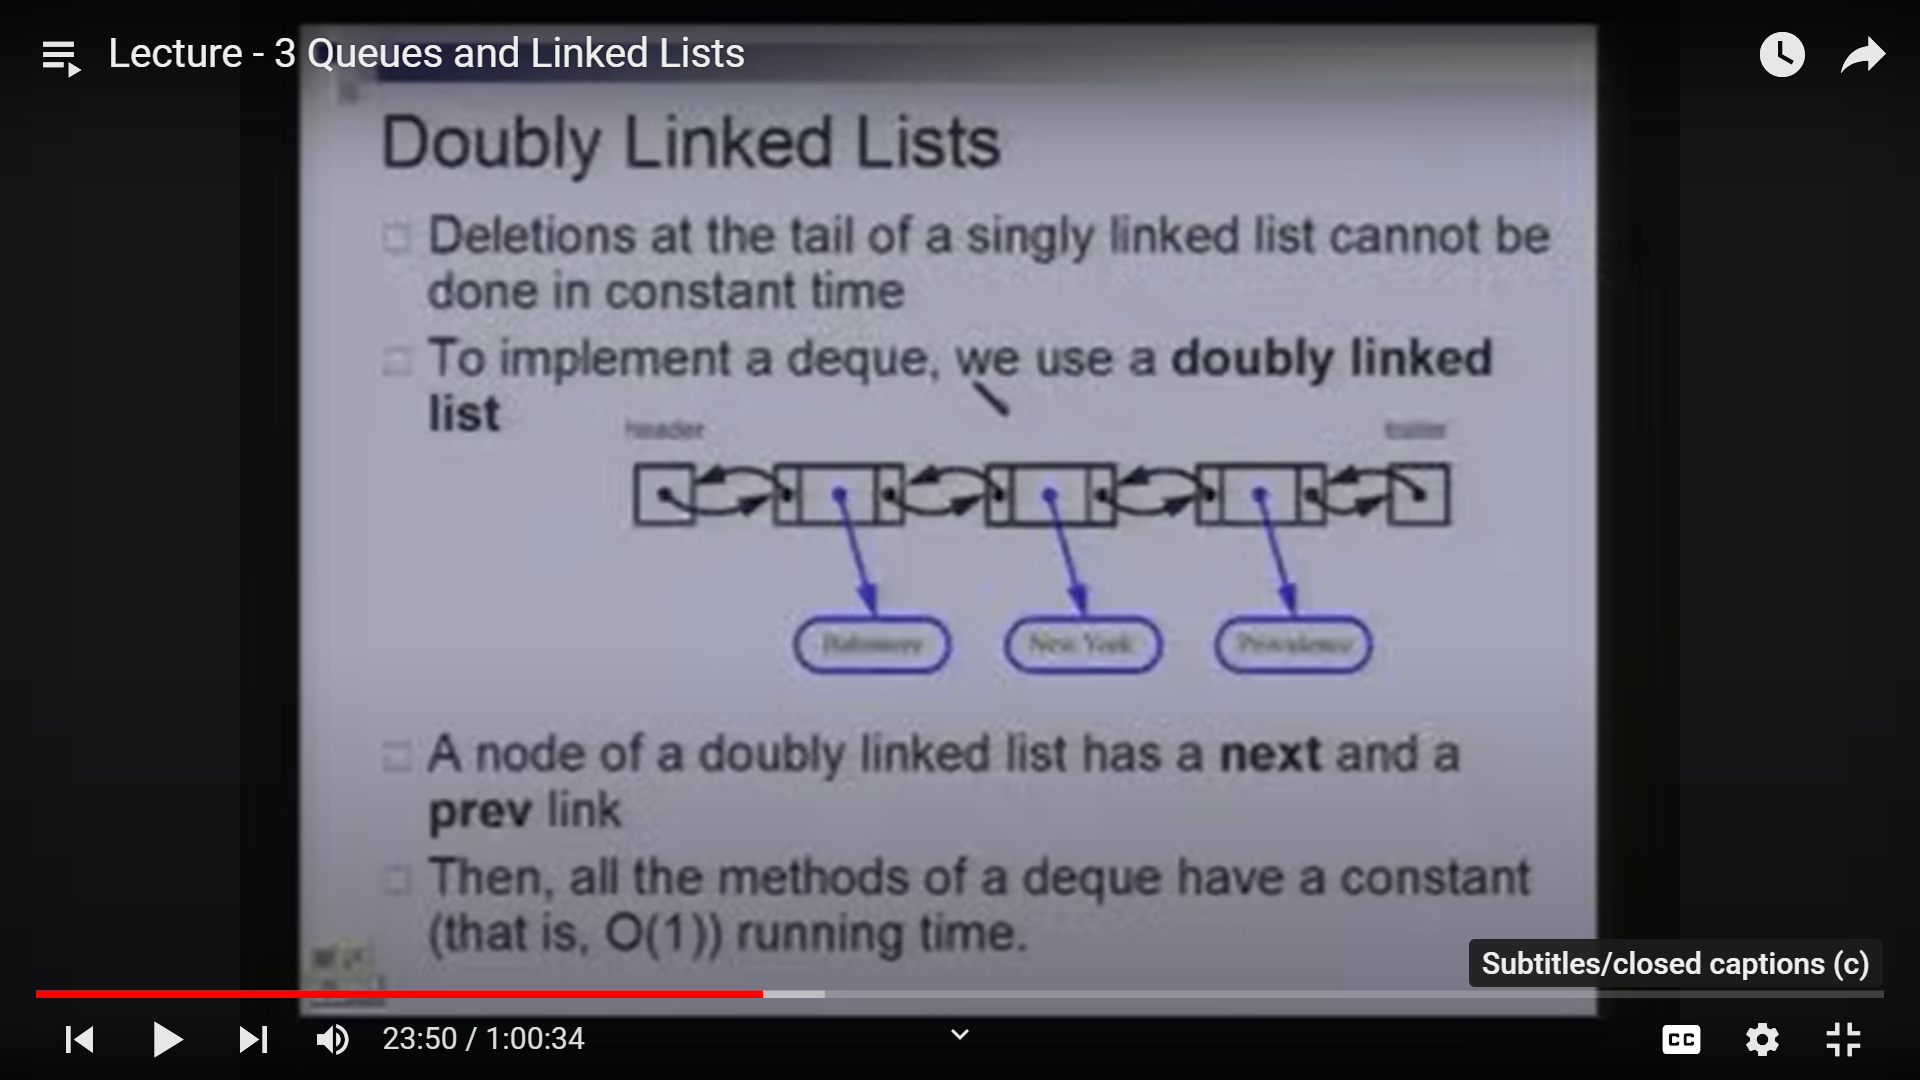 Lecture - 3 Queues and Linked Lists
Doubly Linked Lists
Deletions at the tail of a singly linked list cannot be
done in constant time
To implement a deque, we use a doubly linked
list
header
trailer
Baltimore
New York
Providence
A node of a doubly linked list has a next and a
prev link
Then, all the methods of a deque have a constant
(that is, O(1)) running time.
Subtitles/closed captions (c)
23:50 / 1:00:34
CC